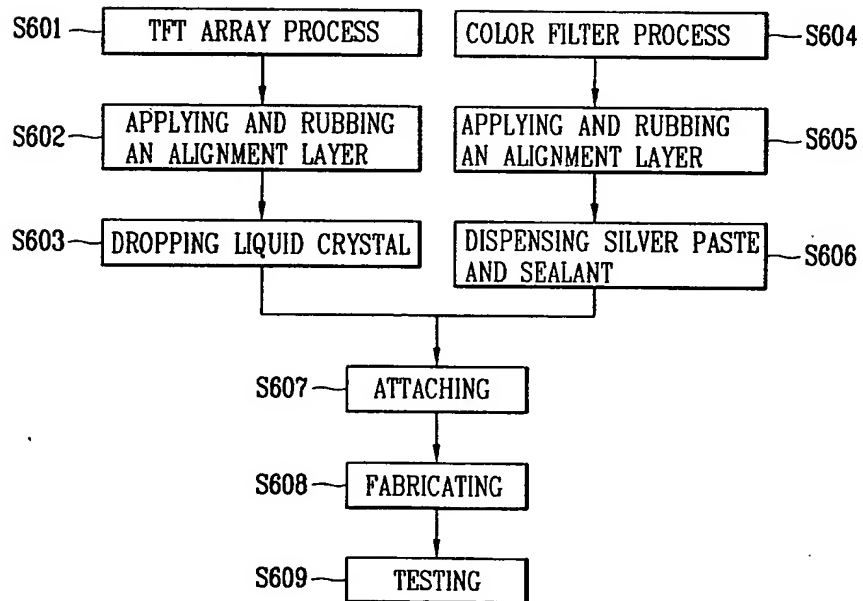 S601
TFT ARRAY PROCESS
COLOR FILTER PROCESS
S604
S602
APPLYING AND RUBBING
AN ALIGNMENT LAYER
APPLYING AND RUBBING
AN ALIGNMENT LAYER
S605
S603
DROPPING LIQUID CRYSTAL
DISPENSING SILVER PASTE
AND SEALANT
S606
S607
ATTACHING
S608
FABRICATING
S609
TESTING